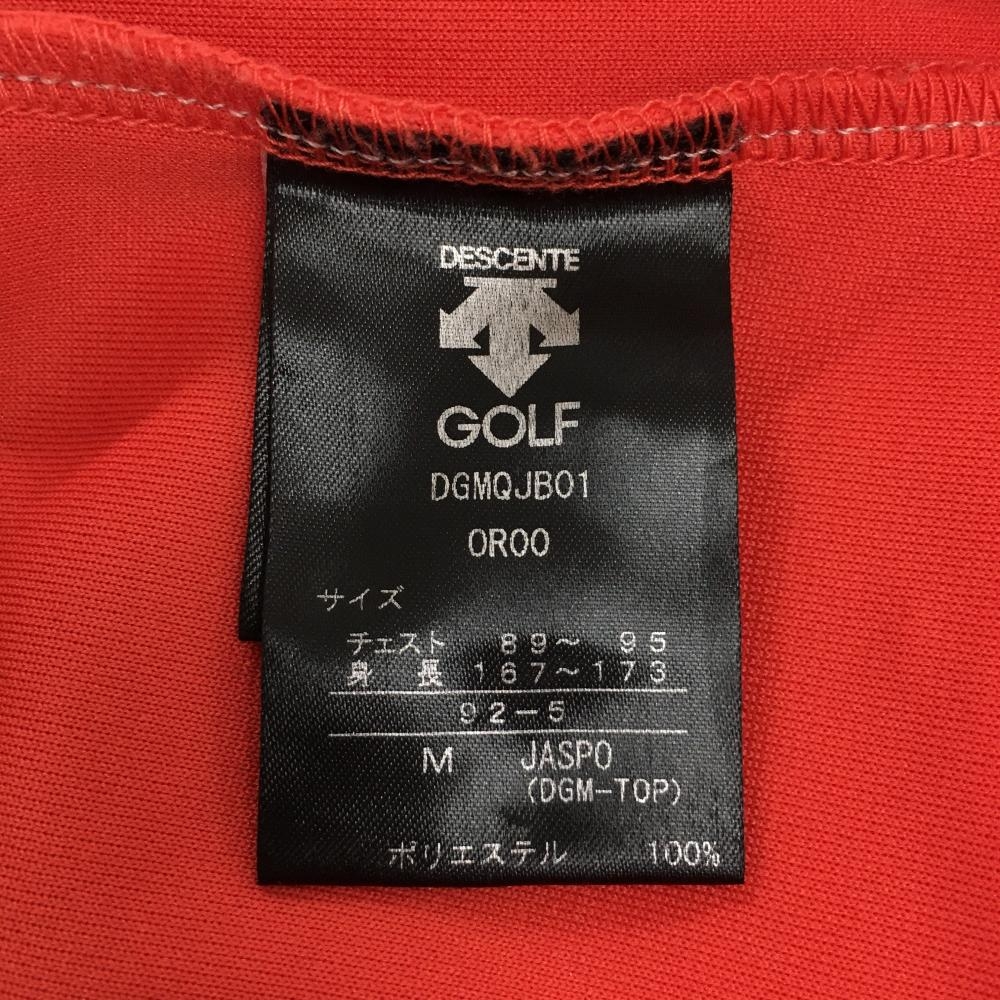 DESCENTE
GOLF
DGMQJB01
OR00
サイズ
チェスト 89～ 95
身長 167～173
92-5
M JASPO
(DGM-TOP)
ポリエステル 100%